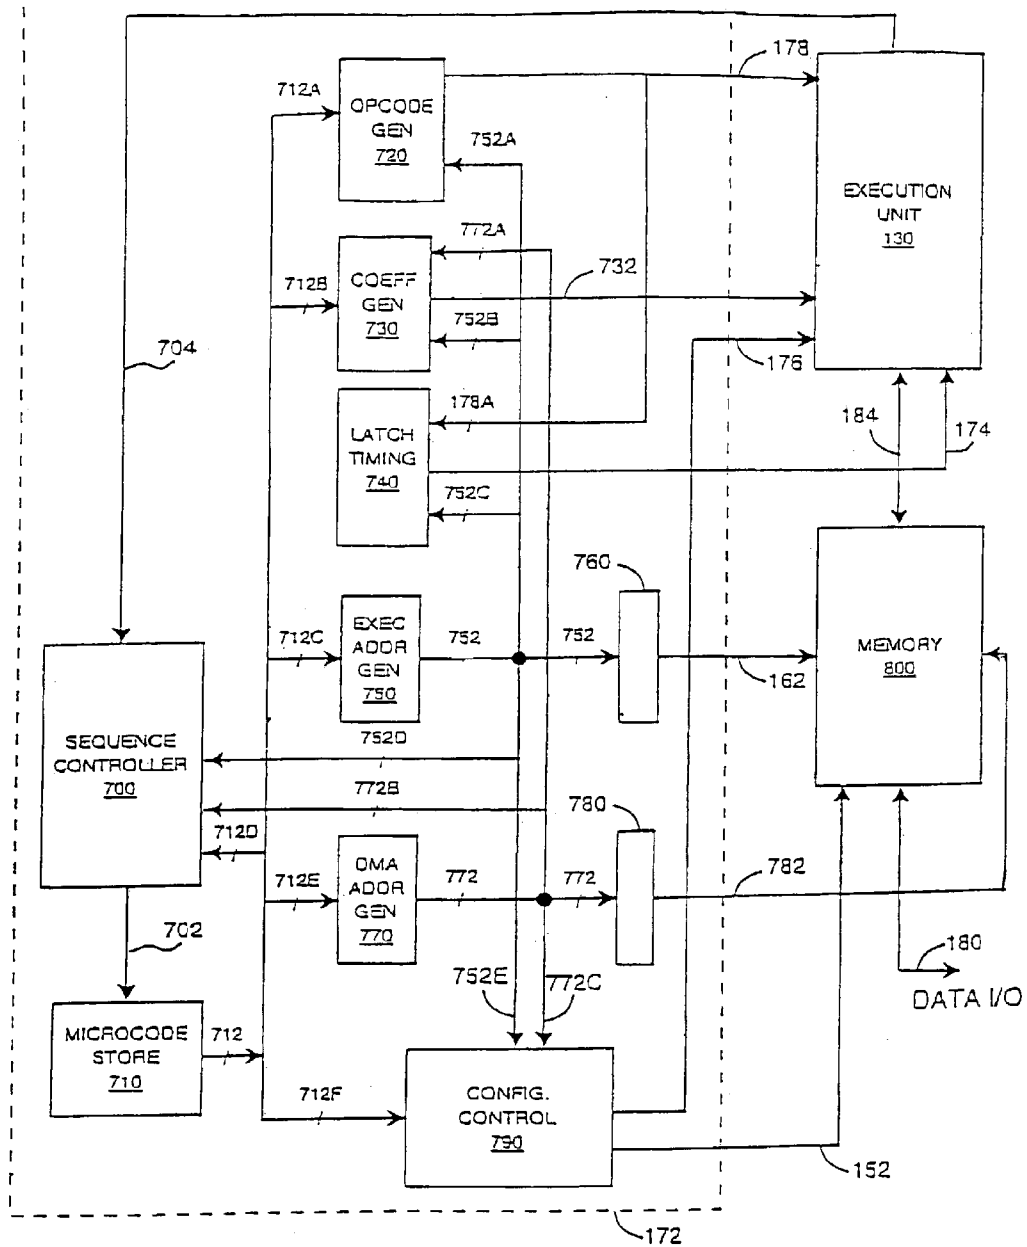 178
712A
OPCODE
GEN
720
752A
EXECUTION
UNIT
130
772A
712B
COEFF
GEN
730
732
752B
704
176
178A
LATCH
TIMING
740
184
174
752C
760
712C
EXEC
ADDR
GEN
750
752
752
MEMORY
800
162
SEQUENCE
CONTROLLER
700
752D
772B
780
712D
712E
DMA
ADDR
GEN
770
772
772
782
702
752E
772C
180
DATA I/O
MICROCODE
STORE
710
712
712F
CONFIG.
CONTROL
790
152
172